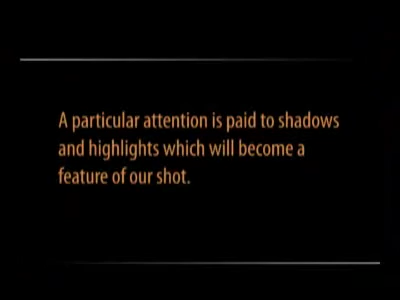 A particular attention is paid to shadows
and highlights which will become a
feature of our shot.